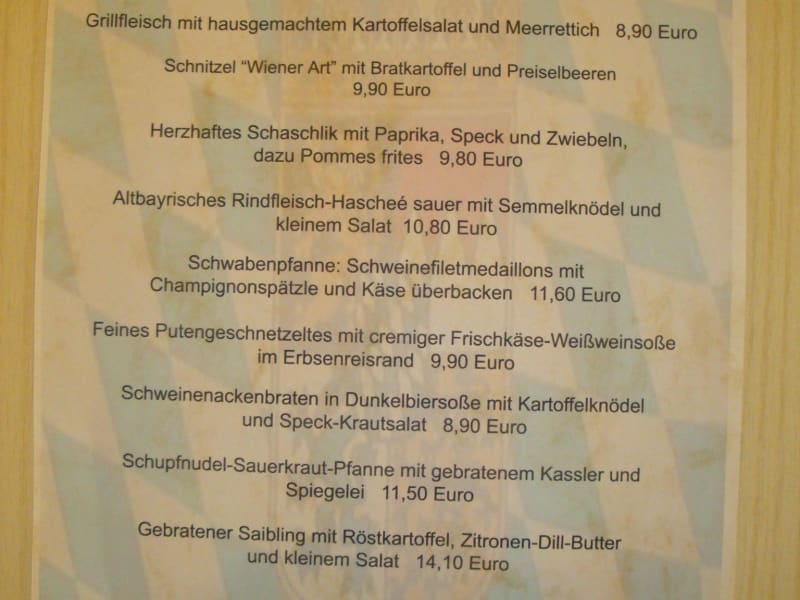 Grillfleisch mit hausgemachtem Kartoffelsalat und Meerrettich 8,90 Euro
Schnitzel "Wiener Art" mit Bratkartoffel und Preiselbeeren
9,90 Euro
Herzhaftes Schaschlik mit Paprika, Speck und Zwiebeln,
dazu Pommes frites 9,80 Euro
Altbayrisches Rindfleisch-Hascheé sauer mit Semmelknödel und
kleinem Salat 10,80 Euro
Schwabenpfanne: Schweinefiletmedaillons mit
Champignonspätzle und Käse überbacken 11,60 Euro
Feines Putengeschnetzeltes mit cremiger Frischkäse-Weißweinsoße
im Erbsenreisrand 9,90 Euro
Schweinenackenbraten in Dunkelbiersoße mit Kartoffelknödel
und Speck-Krautsalat 8,90 Euro
Schupfnudel-Sauerkraut-Pfanne mit gebratenem Kassler und
Spiegelei 11,50 Euro
Gebratener Saibling mit Röstkartoffel, Zitronen-Dill-Butter
und kleinem Salat 14,10 Euro